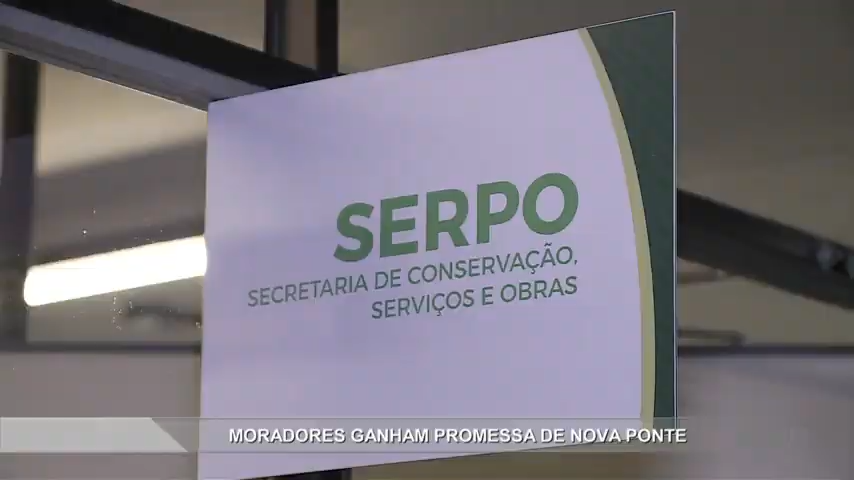 SERPO
SECRETARIA DE CONSERVAÇÃO,
SERVIÇOS E OBRAS
MORADORES GANHAM PROMESSA DE NOVA PONTE